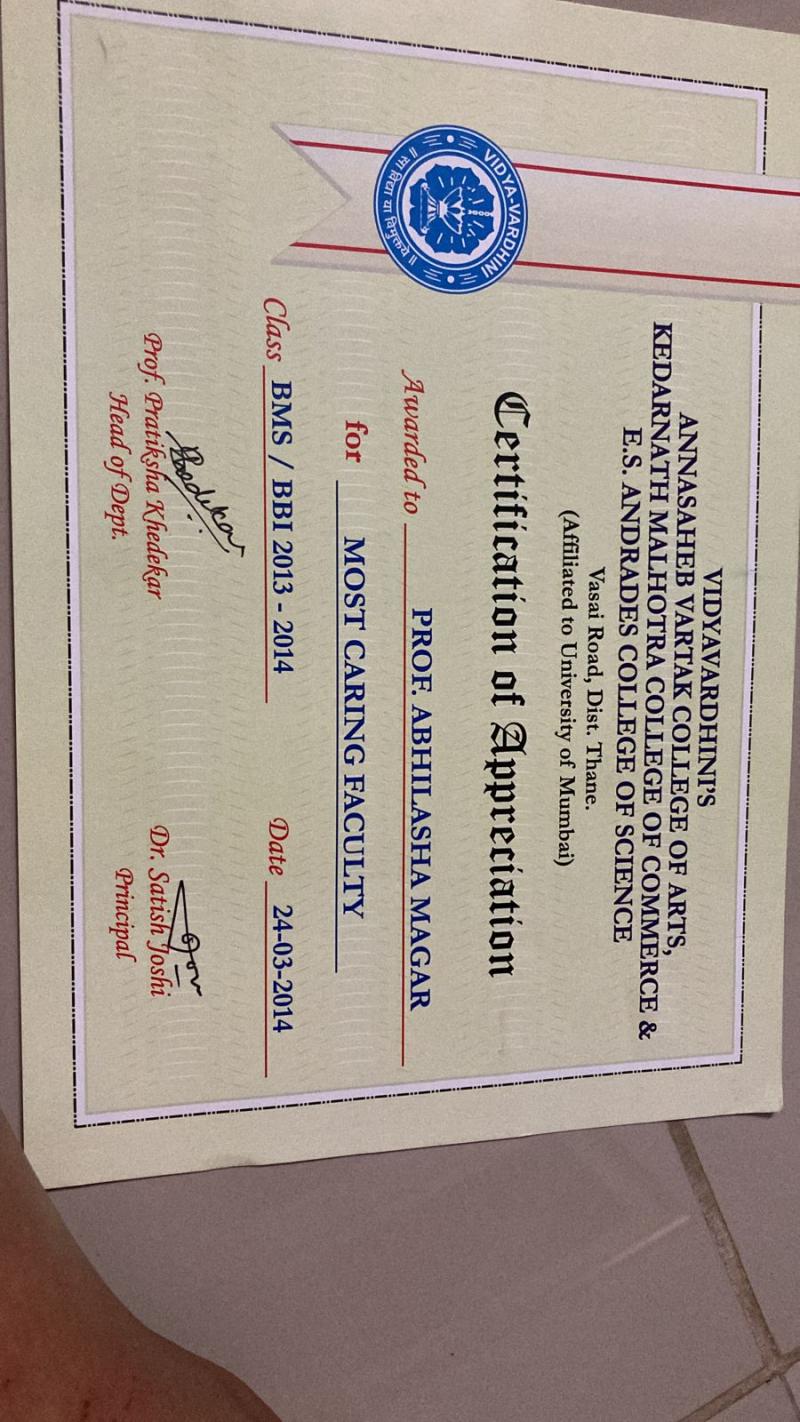 VIDYAVARDHINI'S
ANNASAHEB VARTAK COLLEGE OF ARTS,
KEDARNATH MALHOTRA COLLEGE OF COMMERCE &
E.S. ANDRADES COLLEGE OF SCIENCE
Vasai Road, Dist. Thane.
(Affiliated to University of Mumbai)
VIDYA-VARDHINI
॥ सा विद्या या विमुक्तये ॥
Certification of Appreciation
Awarded to PROF. ABHILASHA MAGAR
for MOST CARING FACULTY
Class BMS / BBI 2013 - 2014 Date 24-03-2014
Prof. Pratiksha Khedekar Dr. Satish Joshi
Head of Dept. Principal